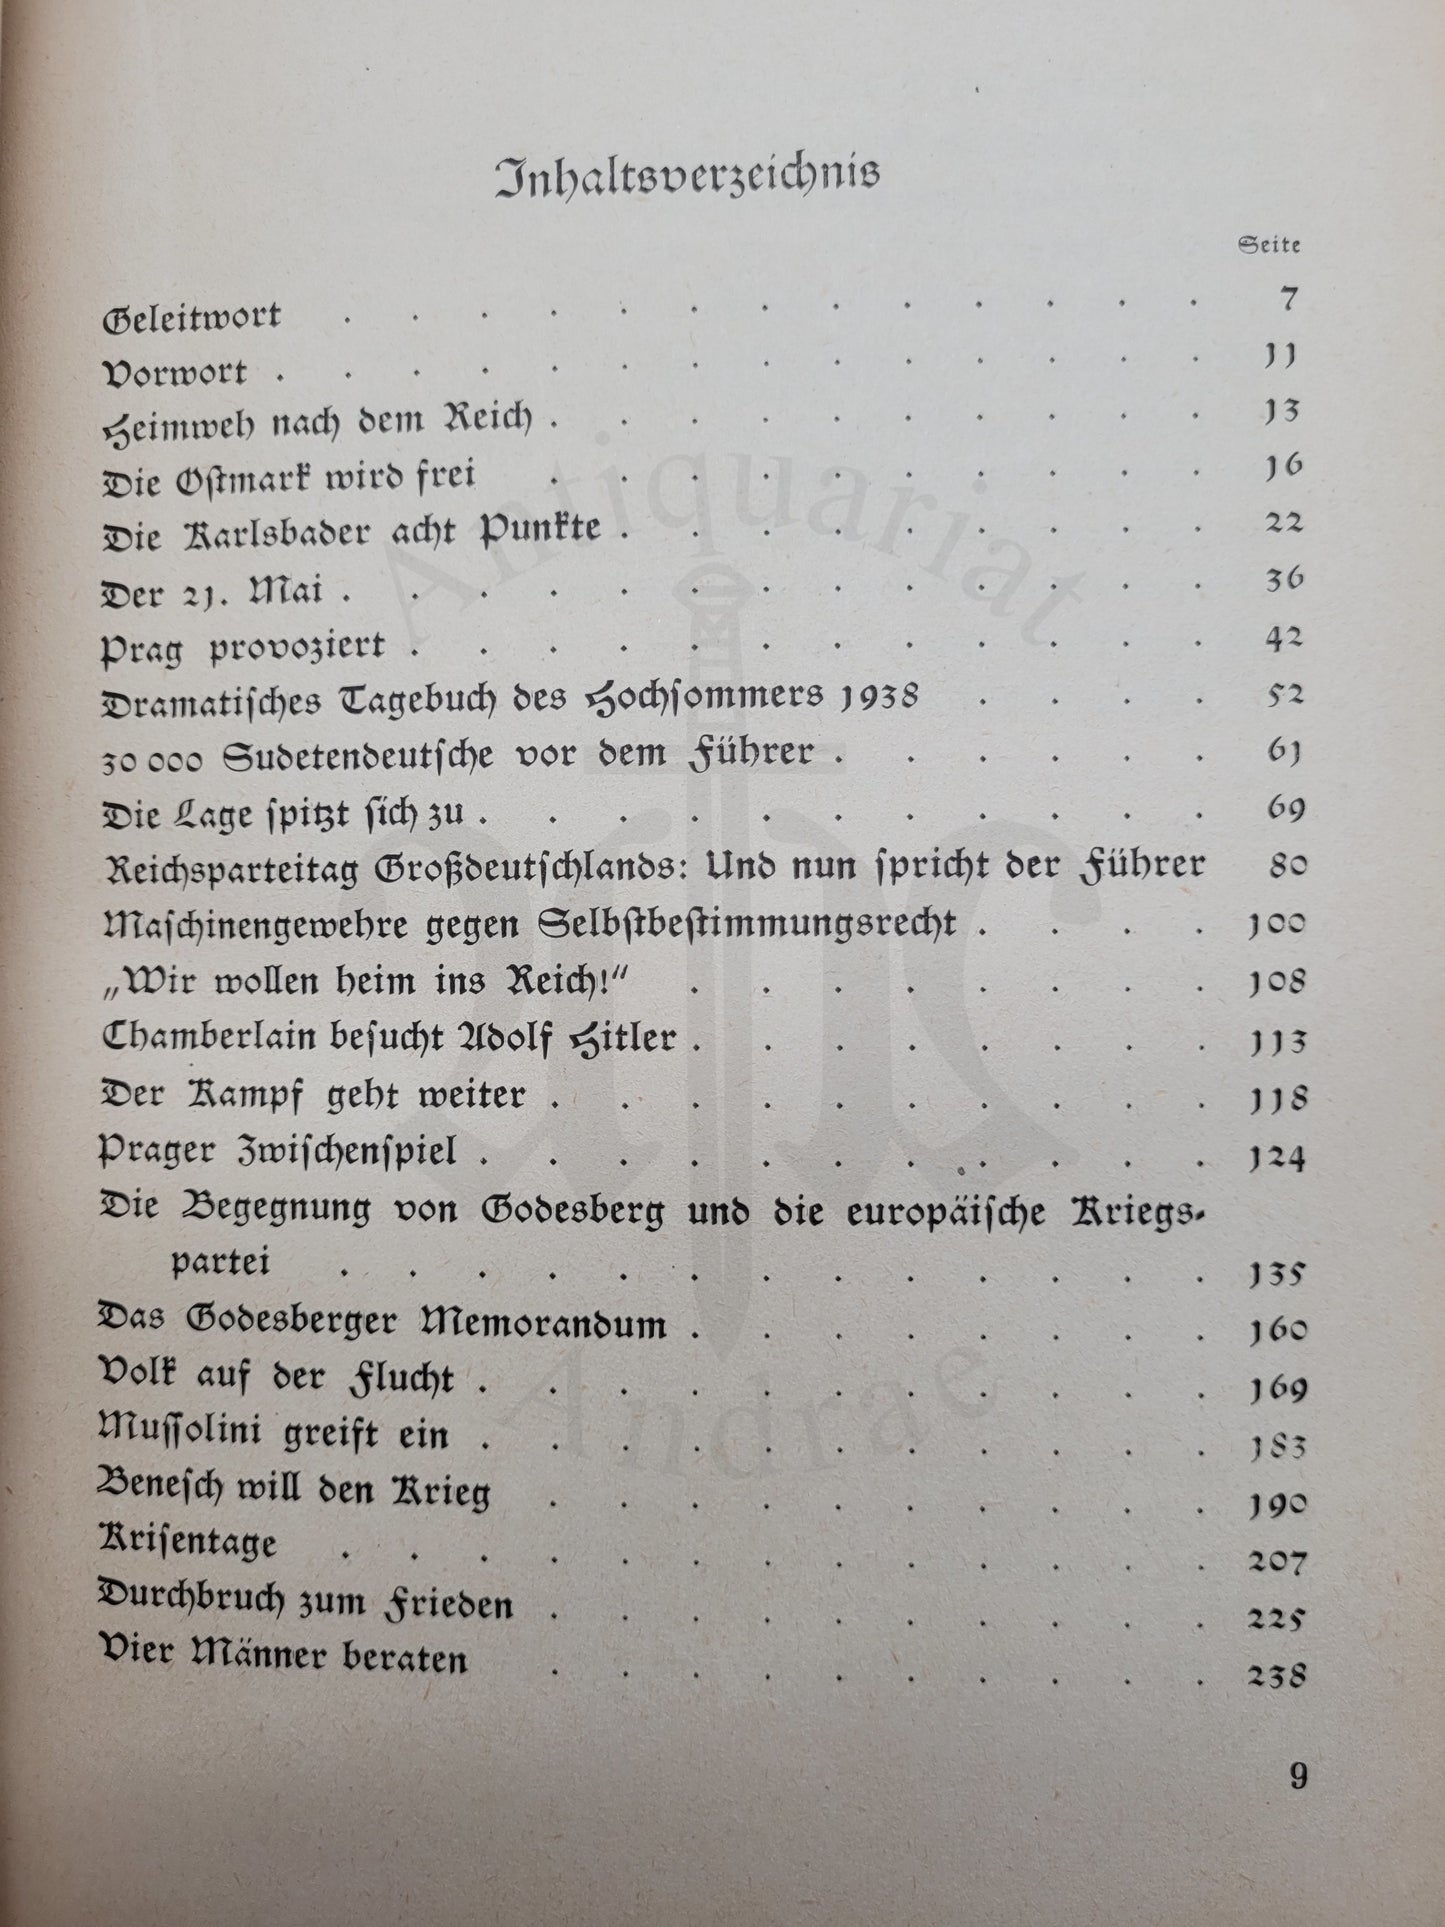 Inhaltsverzeichnis
Seite
Geleitwort . . . . . . . . . . . . . 7
Vorwort . . . . . . . . . . . . . . 11
Heimweh nach dem Reich . . . . . . . . . . 13
Die Oſtmark wird frei . . . . . . . . . . 16
Die Karlsbader acht Punkte . . . . . . . . . 22
Der 21. Mai . . . . . . . . . . . . . 36
Prag provoziert . . . . . . . . . . . . 42
Dramatiſches Tagebuch des Hochſommers 1938 . . . . 52
30 000 Sudetendeutſche vor dem Führer . . . . . . 61
Die Lage ſpitzt ſich zu . . . . . . . . . . . 69
Reichsparteitag Großdeutſchlands: Und nun ſpricht der Führer 80
Maſchinengewehre gegen Selbſtbeſtimmungsrecht . . . . 100
„Wir wollen heim ins Reich!“ . . . . . . . . 108
Chamberlain beſucht Adolf Hitler . . . . . . . . 113
Der Kampf geht weiter . . . . . . . . . . 118
Prager Zwiſchenſpiel . . . . . . . . . . . 124
Die Begegnung von Godesberg und die europäiſche Kriegs-
partei . . . . . . . . . . . . . 135
Das Godesberger Memorandum . . . . . . . . 160
Volk auf der Flucht . . . . . . . . . . . 169
Muſſolini greift ein . . . . . . . . . . . 183
Beneſch will den Krieg . . . . . . . . . . 190
Kriſentage . . . . . . . . . . . . . 207
Durchbruch zum Frieden . . . . . . . . . . 225
Vier Männer beraten . . . . . . . . . . 238
9
Antiquariat
Andrae